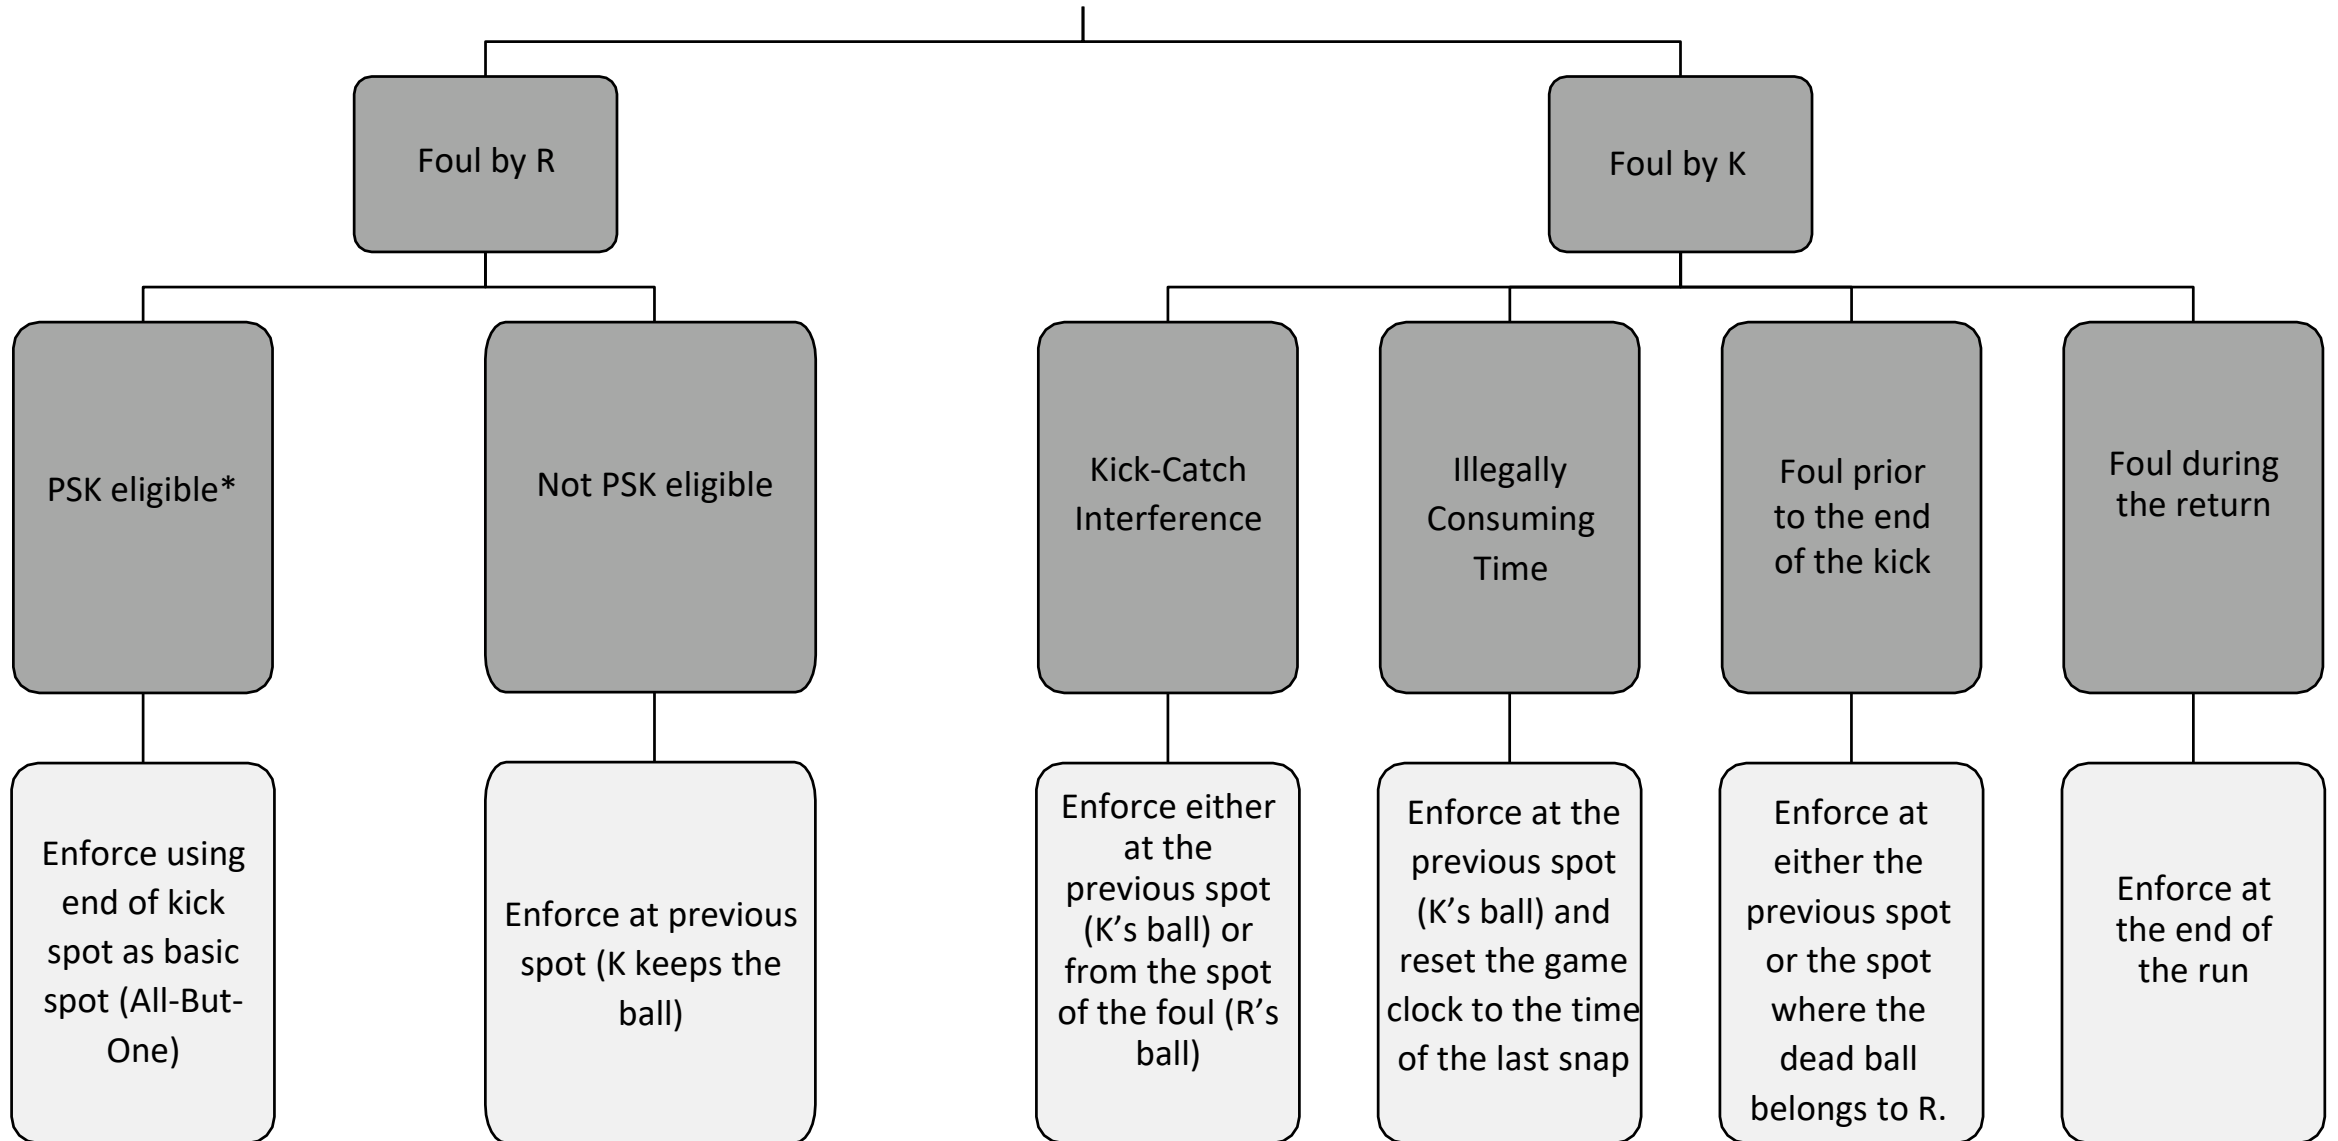 Foul by R
Foul by K
PSK eligible*
Not PSK eligible
Kick-Catch
Interference
Illegally
Consuming
Time
Foul prior
to the end
of the kick
Foul during
the return
Enforce using
end of kick
spot as basic
spot (All-But-
One)
Enforce at previous
spot (K keeps the
ball)
Enforce either
at the
previous spot
(K’s ball) or
from the spot
of the foul (R’s
ball)
Enforce at the
previous spot
(K’s ball) and
reset the game
clock to the time
of the last snap
Enforce at
either the
previous spot
or the spot
where the
dead ball
belongs to R.
Enforce at
the end of
the run